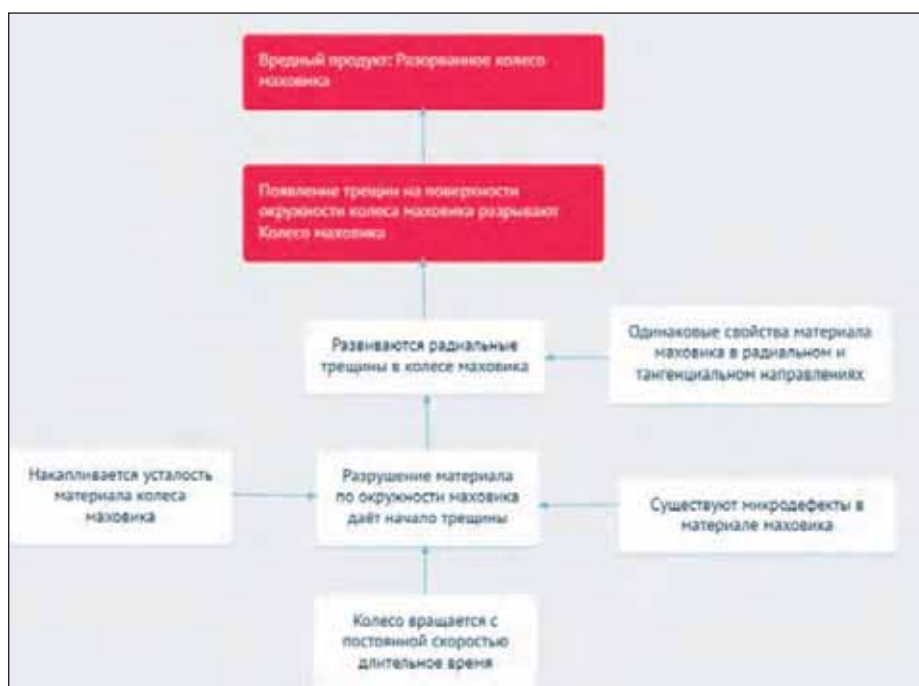 Вредный продукт: Разорванное колесо
маховика
Появление трещин на поверхности
окружности колеса маховика разрывают
Колесо маховика
Развиваются радиальные
трещины в колесе маховика
Одинаковые свойства материала
маховика в радиальном и
тангенциальном направлениях
Накапливается усталость
материала колеса
маховика
Разрушение материала
по окружности маховика
даёт начало трещины
Существуют микродефекты в
материале маховика
Колесо вращается с
постоянной скоростью
длительное время